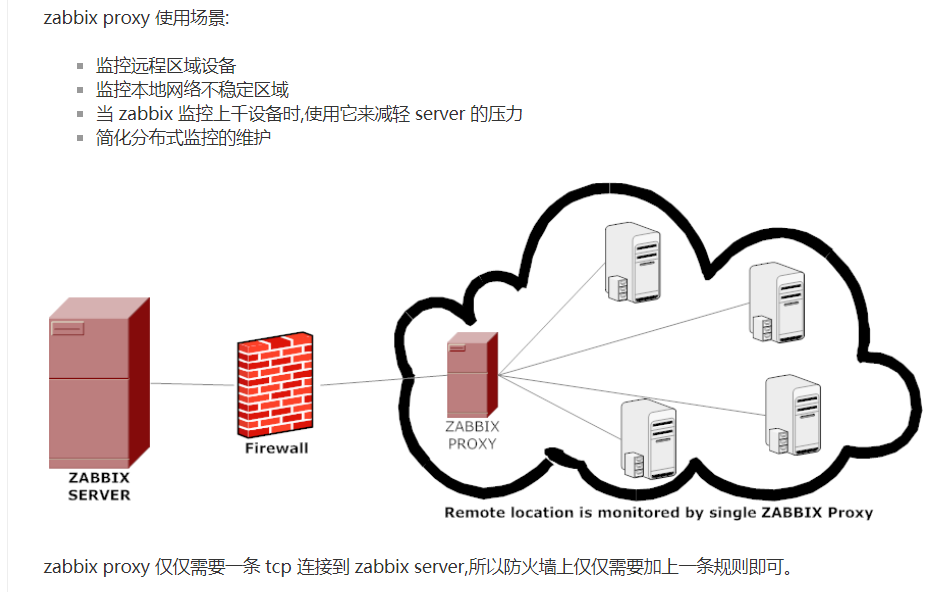 zabbix proxy 使用场景:
监控远程区域设备
监控本地网络不稳定区域
当 zabbix 监控上千设备时,使用它来减轻 server 的压力
简化分布式监控的维护
ZABBIX
SERVER
Firewall
ZABBIX
PROXY
Remote location is monitored by single ZABBIX Proxy
zabbix proxy 仅仅需要一条 tcp 连接到 zabbix server,所以防火墙上仅仅需要加上一条规则即可。